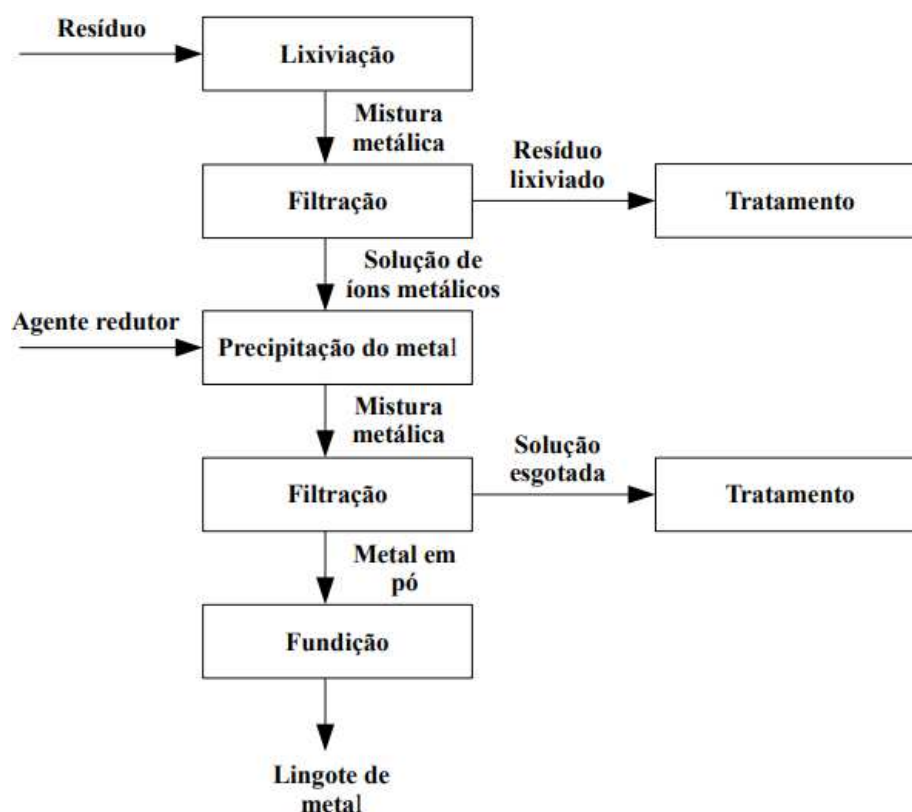 Resíduo
Lixiviação
Mistura
metálica
Filtração
Resíduo
lixiviado
Tratamento
Solução de
íons metálicos
Agente redutor
Precipitação do metal
Mistura
metálica
Filtração
Solução
esgotada
Tratamento
Metal em
pó
Fundição
Lingote de
metal